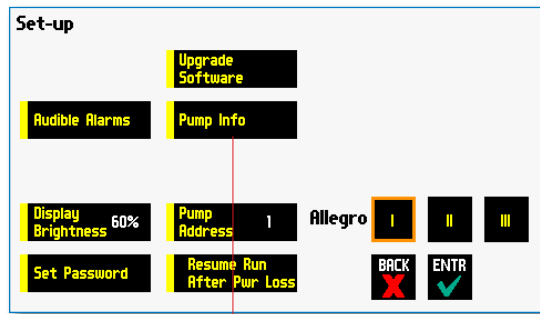 Set-up
Upgrade
Software
Audible Alarms
Pump Info
Display
Brightness 60%
Pump
Address 1
Allegro I II III
Set Password
Resume Run
After Pwr Loss
BACK
ENTR